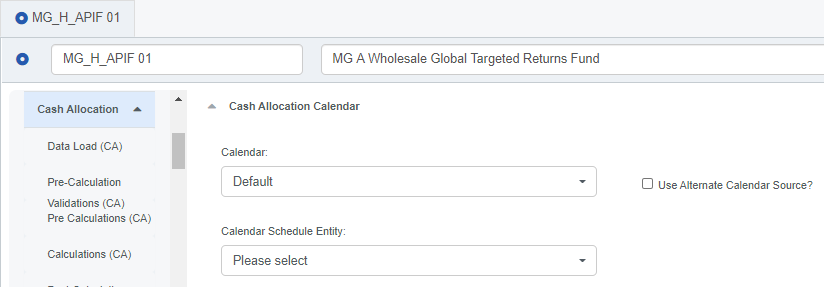 MG_H_APIF 01
MG_H_APIF 01
MG A Wholesale Global Targeted Returns Fund
Cash Allocation
Data Load (CA)
Pre-Calculation
Validations (CA)
Pre Calculations (CA)
Calculations (CA)
Cash Allocation Calendar
Calendar:
Default
Use Alternate Calendar Source?
Calendar Schedule Entity:
Please select